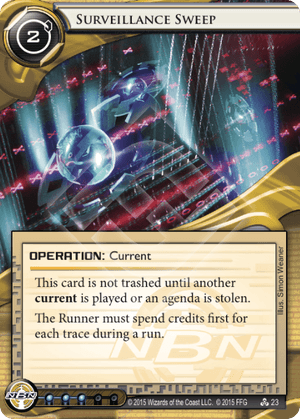 Surveillance Sweep
2
OPERATION: Current
This card is not trashed until another
current is played or an agenda is stolen.
The Runner must spend credits first for
each trace during a run.
Illus. Simon Weaner
NBN
NBN
© 2015 Wizards of the Coast LLC. © 2015 FFG
23